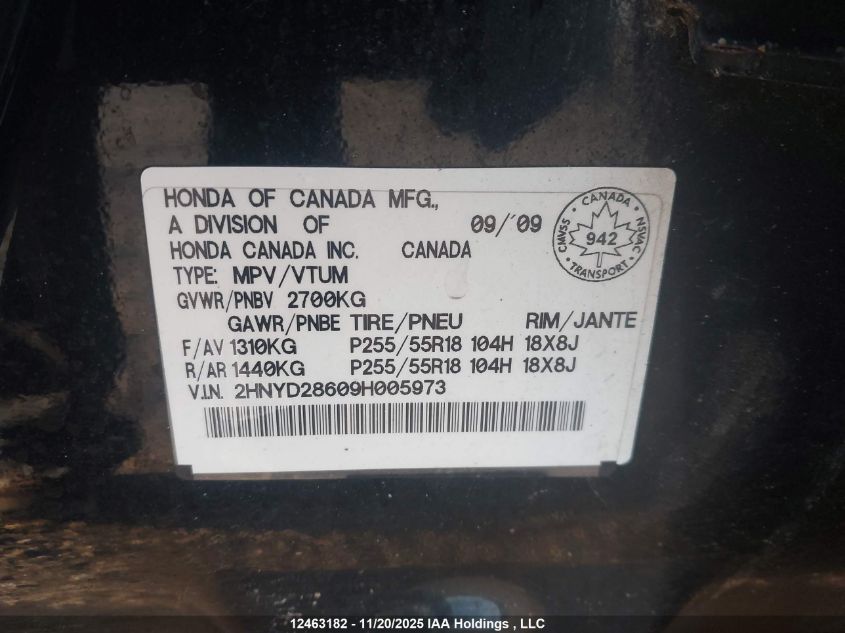 HONDA OF CANADA MFG.,
A DIVISION OF 09/'09
HONDA CANADA INC. CANADA
TYPE: MPV/VTUM
GVWR/PNBV 2700KG
GAWR/PNBE TIRE/PNEU RIM/JANTE
F/AV 1310KG P255/55R18 104H 18X8J
R/AR 1440KG P255/55R18 104H 18X8J
V.I.N. 2HNYD28609H005973
CANADA
CMVSS 942 NSVAC
TRANSPORT
12463182 - 11/20/2025 IAA Holdings , LLC